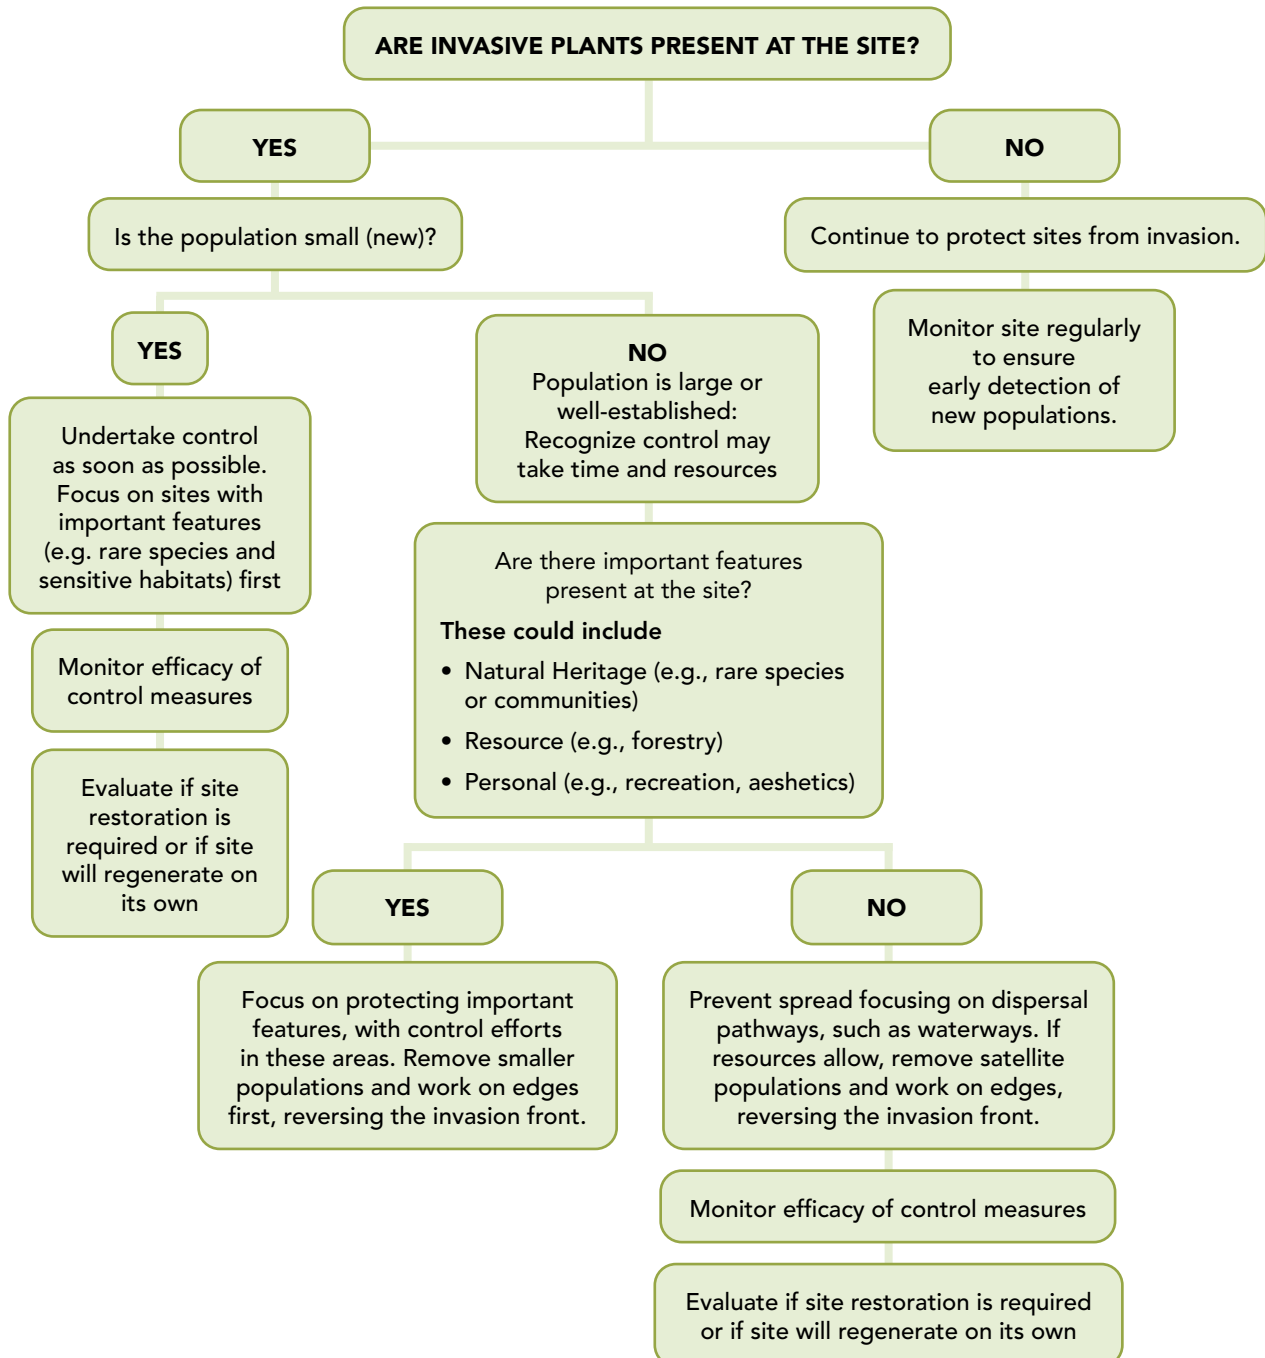 ARE INVASIVE PLANTS PRESENT AT THE SITE?
YES
NO
Is the population small (new)?
Continue to protect sites from invasion.
Monitor site regularly
to ensure
early detection of
new populations.
YES
NO
Population is large or
well-established:
Recognize control may
take time and resources
Undertake control
as soon as possible.
Focus on sites with
important features
(e.g. rare species and
sensitive habitats) first
Monitor efficacy of
control measures
Evaluate if site
restoration is
required or if site
will regenerate on
its own
Are there important features
present at the site?
These could include
• Natural Heritage (e.g., rare species
or communities)
• Resource (e.g., forestry)
• Personal (e.g., recreation, aeshetics)
YES
NO
Focus on protecting important
features, with control efforts
in these areas. Remove smaller
populations and work on edges
first, reversing the invasion front.
Prevent spread focusing on dispersal
pathways, such as waterways. If
resources allow, remove satellite
populations and work on edges,
reversing the invasion front.
Monitor efficacy of control measures
Evaluate if site restoration is required
or if site will regenerate on its own